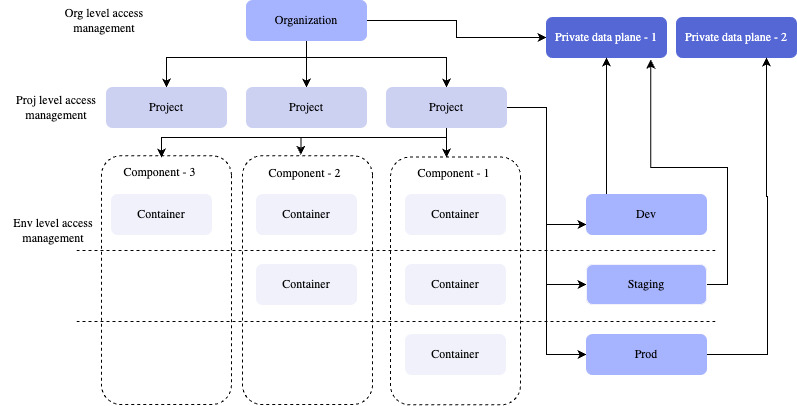 Org level access
management
Organization
Private data plane - 1
Private data plane - 2
Proj level access
management
Project
Project
Project
Component - 3
Component - 2
Component - 1
Env level access
management
Container
Container
Container
Dev
Container
Container
Staging
Container
Prod